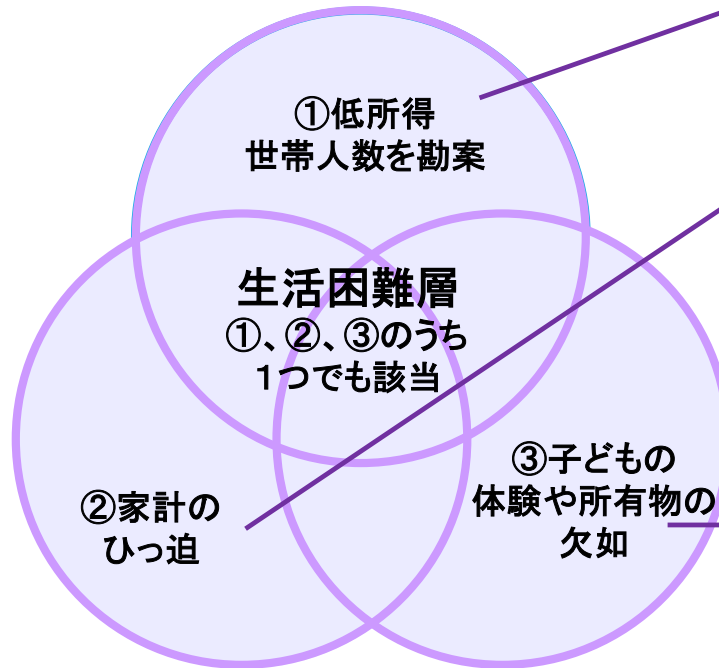 ①低所得
世帯人数を勘案
生活困難層
①、②、③のうち
１つでも該当
②家計の
ひっ迫
③子どもの
体験や所有物の
欠如